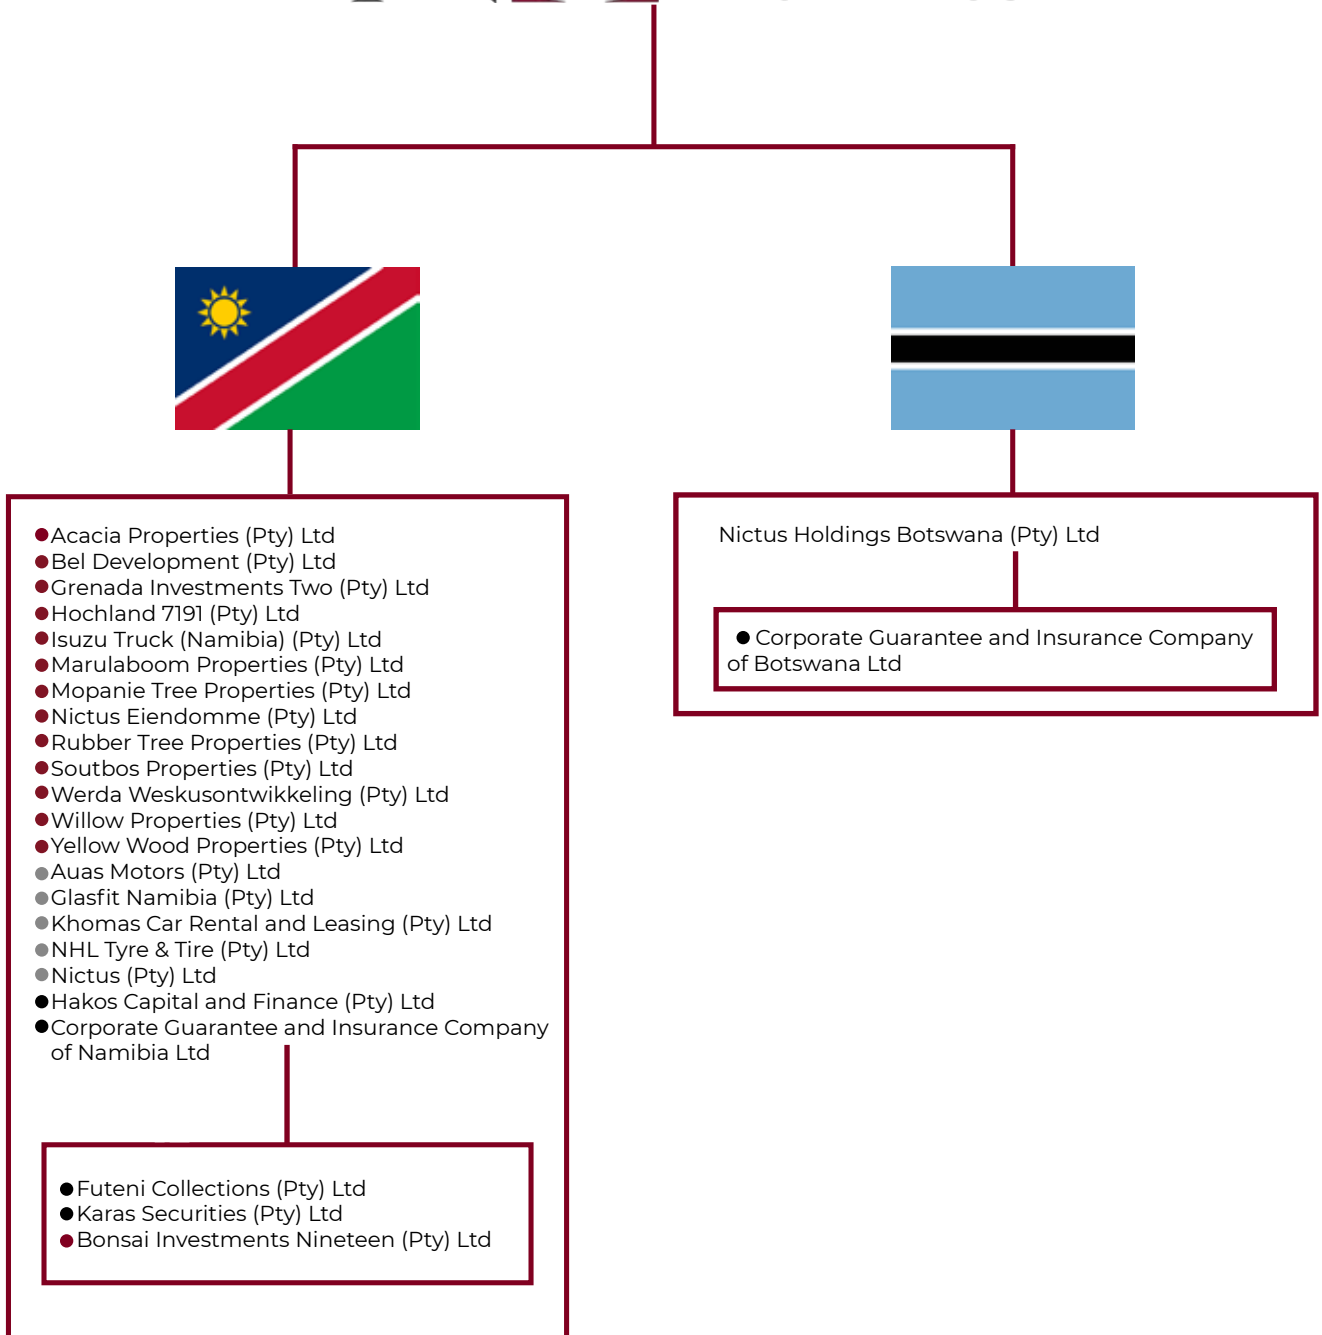 Acacia Properties (Pty) Ltd
Bel Development (Pty) Ltd
Grenada Investments Two (Pty) Ltd
Hochland 7191 (Pty) Ltd
Isuzu Truck (Namibia) (Pty) Ltd
Marulaboom Properties (Pty) Ltd
Mopanie Tree Properties (Pty) Ltd
Nictus Eiendomme (Pty) Ltd
Rubber Tree Properties (Pty) Ltd
Soutbos Properties (Pty) Ltd
Werda Weskusontwikkeling (Pty) Ltd
Willow Properties (Pty) Ltd
Yellow Wood Properties (Pty) Ltd
Auas Motors (Pty) Ltd
Glasfit Namibia (Pty) Ltd
Khomas Car Rental and Leasing (Pty) Ltd
NHL Tyre & Tire (Pty) Ltd
Nictus (Pty) Ltd
Hakos Capital and Finance (Pty) Ltd
Corporate Guarantee and Insurance Company
of Namibia Ltd
Futeni Collections (Pty) Ltd
Karas Securities (Pty) Ltd
Bonsai Investments Nineteen (Pty) Ltd
Nictus Holdings Botswana (Pty) Ltd
Corporate Guarantee and Insurance Company
of Botswana Ltd